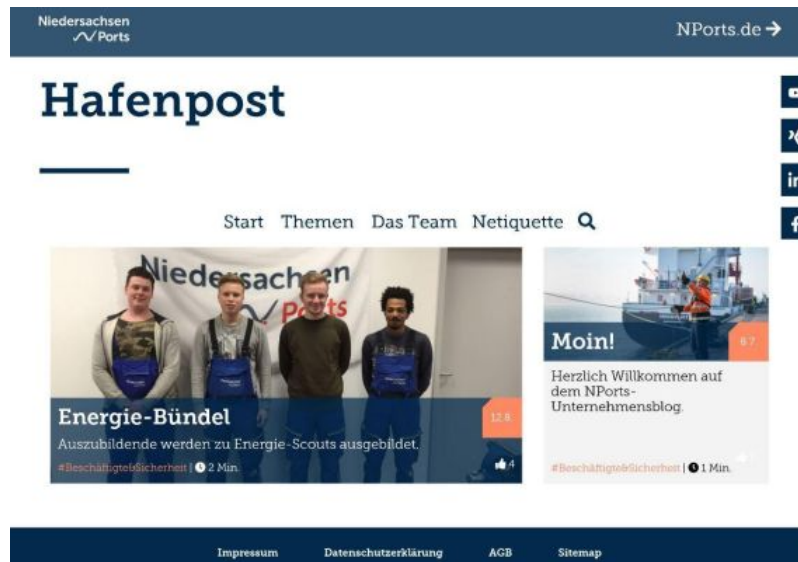 Niedersachsen
Ports
NPorts.de →
Hafenpost
in
f
Start Themen Das Team Netiquette
Niedersachsen
Ports
Energie-Bündel
12.8.
Auszubildende werden zu Energie-Scouts ausgebildet.
#Beschäftigte&Sicherheit | 2 Min.
4
Moin!
8.7.
Herzlich Willkommen auf
dem NPorts-
Unternehmensblog.
#Beschäftigte&Sicherheit | 1 Min.
Impressum Datenschutzerklärung AGB Sitemap